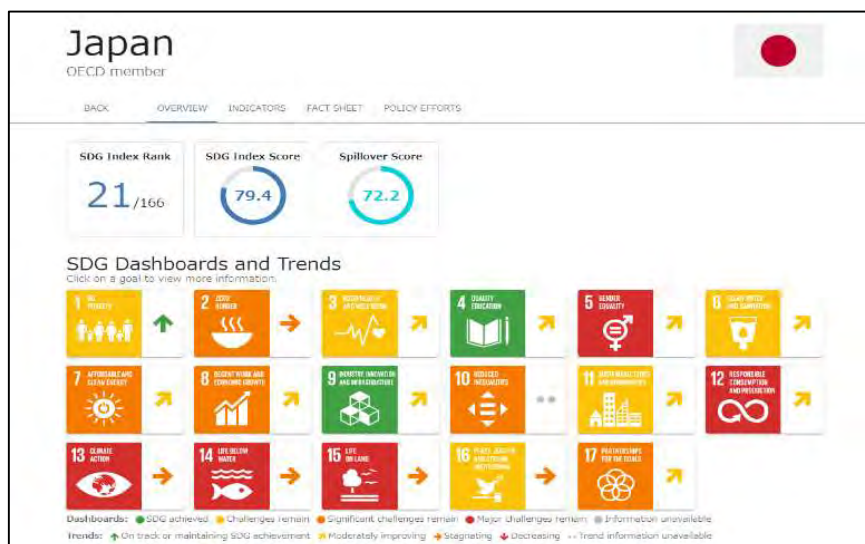 Japan
OECD member
BACK OVERVIEW INDICATORS FACT SHEET POLICY EFFORTS
SDG Index Rank SDG Index Score Spillover Score
21/166 79.4 72.2
SDG Dashboards and Trends
Click on a goal to view more information.
1 NO POVERTY
2 ZERO HUNGER
3 GOOD HEALTH AND WELL-BEING
4 QUALITY EDUCATION
5 GENDER EQUALITY
6 CLEAN WATER AND SANITATION
7 AFFORDABLE AND CLEAN ENERGY
8 DECENT WORK AND ECONOMIC GROWTH
9 INDUSTRY, INNOVATION AND INFRASTRUCTURE
10 REDUCED INEQUALITIES
11 SUSTAINABLE CITIES AND COMMUNITIES
12 RESPONSIBLE CONSUMPTION AND PRODUCTION
13 CLIMATE ACTION
14 LIFE BELOW WATER
15 LIFE ON LAND
16 PEACE, JUSTICE AND STRONG INSTITUTIONS
17 PARTNERSHIPS FOR THE GOALS
Dashboards: SDG achieved Challenges remain Significant challenges remain Major challenges remain Information unavailable
Trends: On track or maintaining SDG achievement Moderately improving Stagnating Decreasing Trend information unavailable